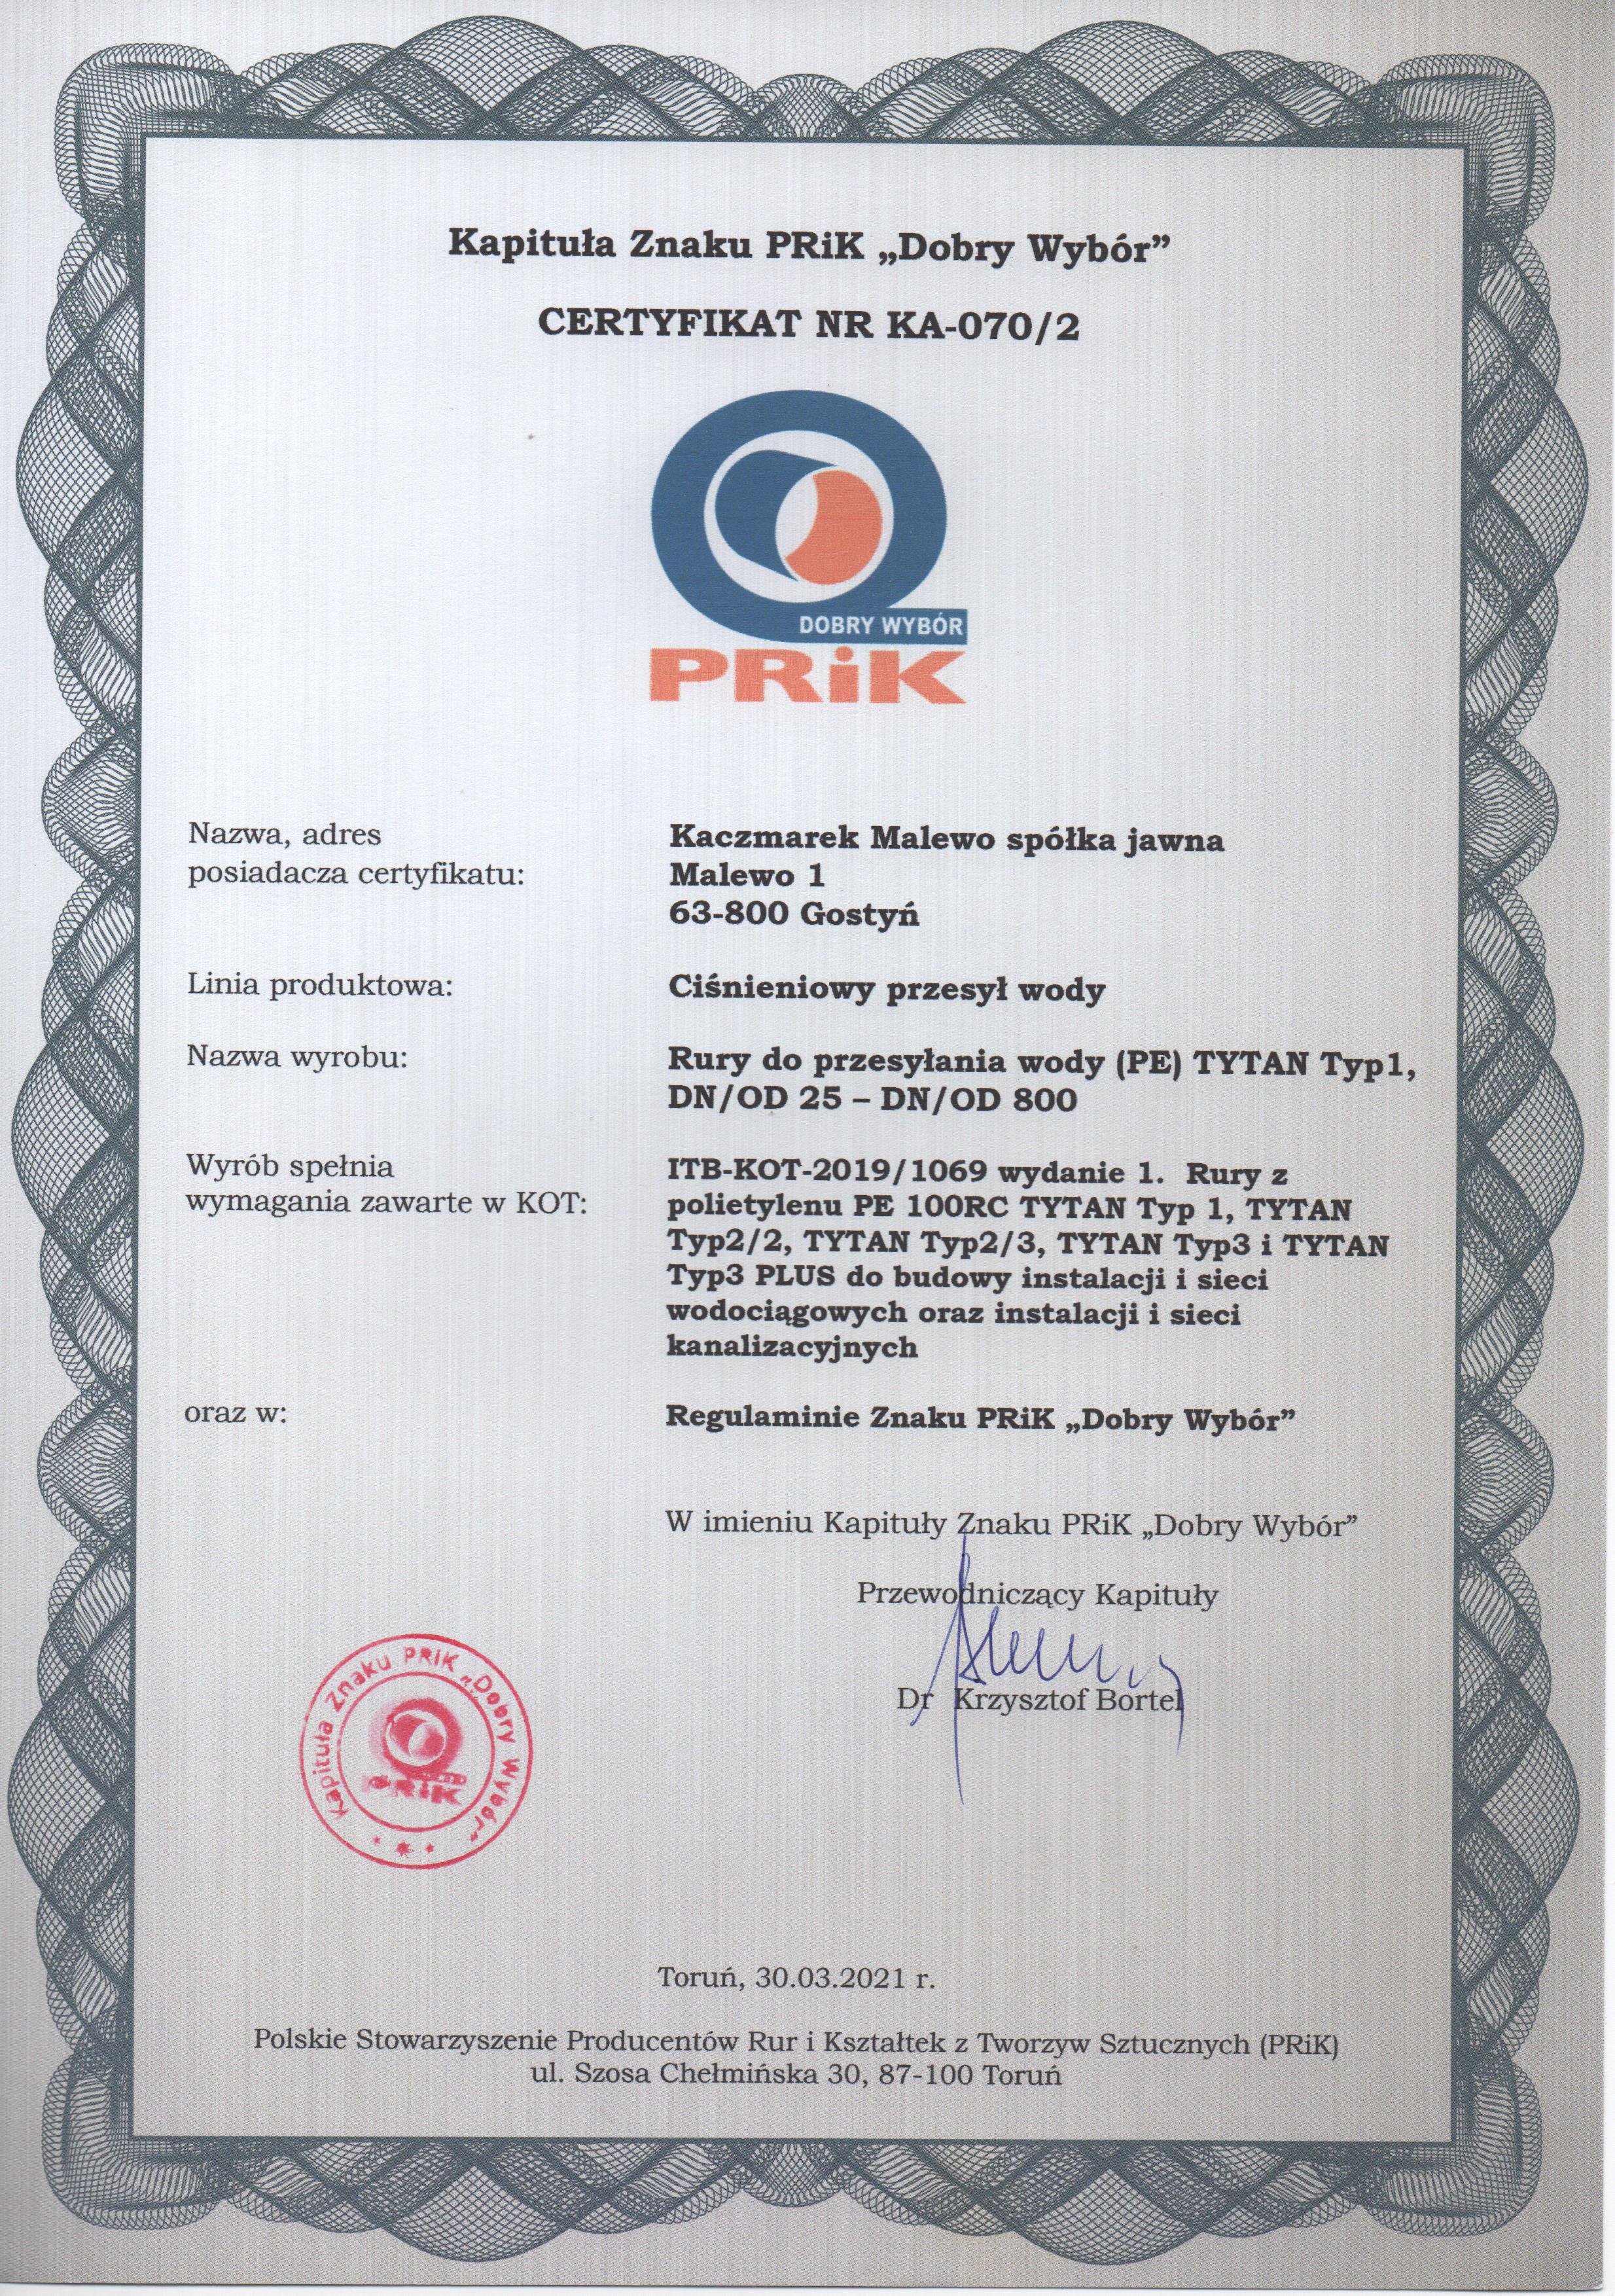 Kapituła Znaku PRiK „Dobry Wybór”
CERTYFIKAT NR KA-070/2
DOBRY WYBÓR
PRiK
Nazwa, adres
posiadacza certyfikatu:
Kaczmarek Malewo spółka jawna
Malewo 1
63-800 Gostyń
Linia produktowa:
Ciśnieniowy przesył wody
Nazwa wyrobu:
Rury do przesyłania wody (PE) TYTAN Typ1,
DN/OD 25 – DN/OD 800
Wyrób spełnia
wymagania zawarte w KOT:
ITB-KOT-2019/1069 wydanie 1. Rury z
polietylenu PE 100RC TYTAN Typ 1, TYTAN
Typ2/2, TYTAN Typ2/3, TYTAN Typ3 i TYTAN
Typ3 PLUS do budowy instalacji i sieci
wodociągowych oraz instalacji i sieci
kanalizacyjnych
oraz w:
Regulaminie Znaku PRiK „Dobry Wybór”
W imieniu Kapituły Znaku PRiK „Dobry Wybór”
Przewodniczący Kapituły
Dr Krzysztof Bortel
Kapituła Znaku PRiK „Dobry Wybór”
PRiK
Toruń, 30.03.2021 r.
Polskie Stowarzyszenie Producentów Rur i Kształtek z Tworzyw Sztucznych (PRiK)
ul. Szosa Chełmińska 30, 87-100 Toruń